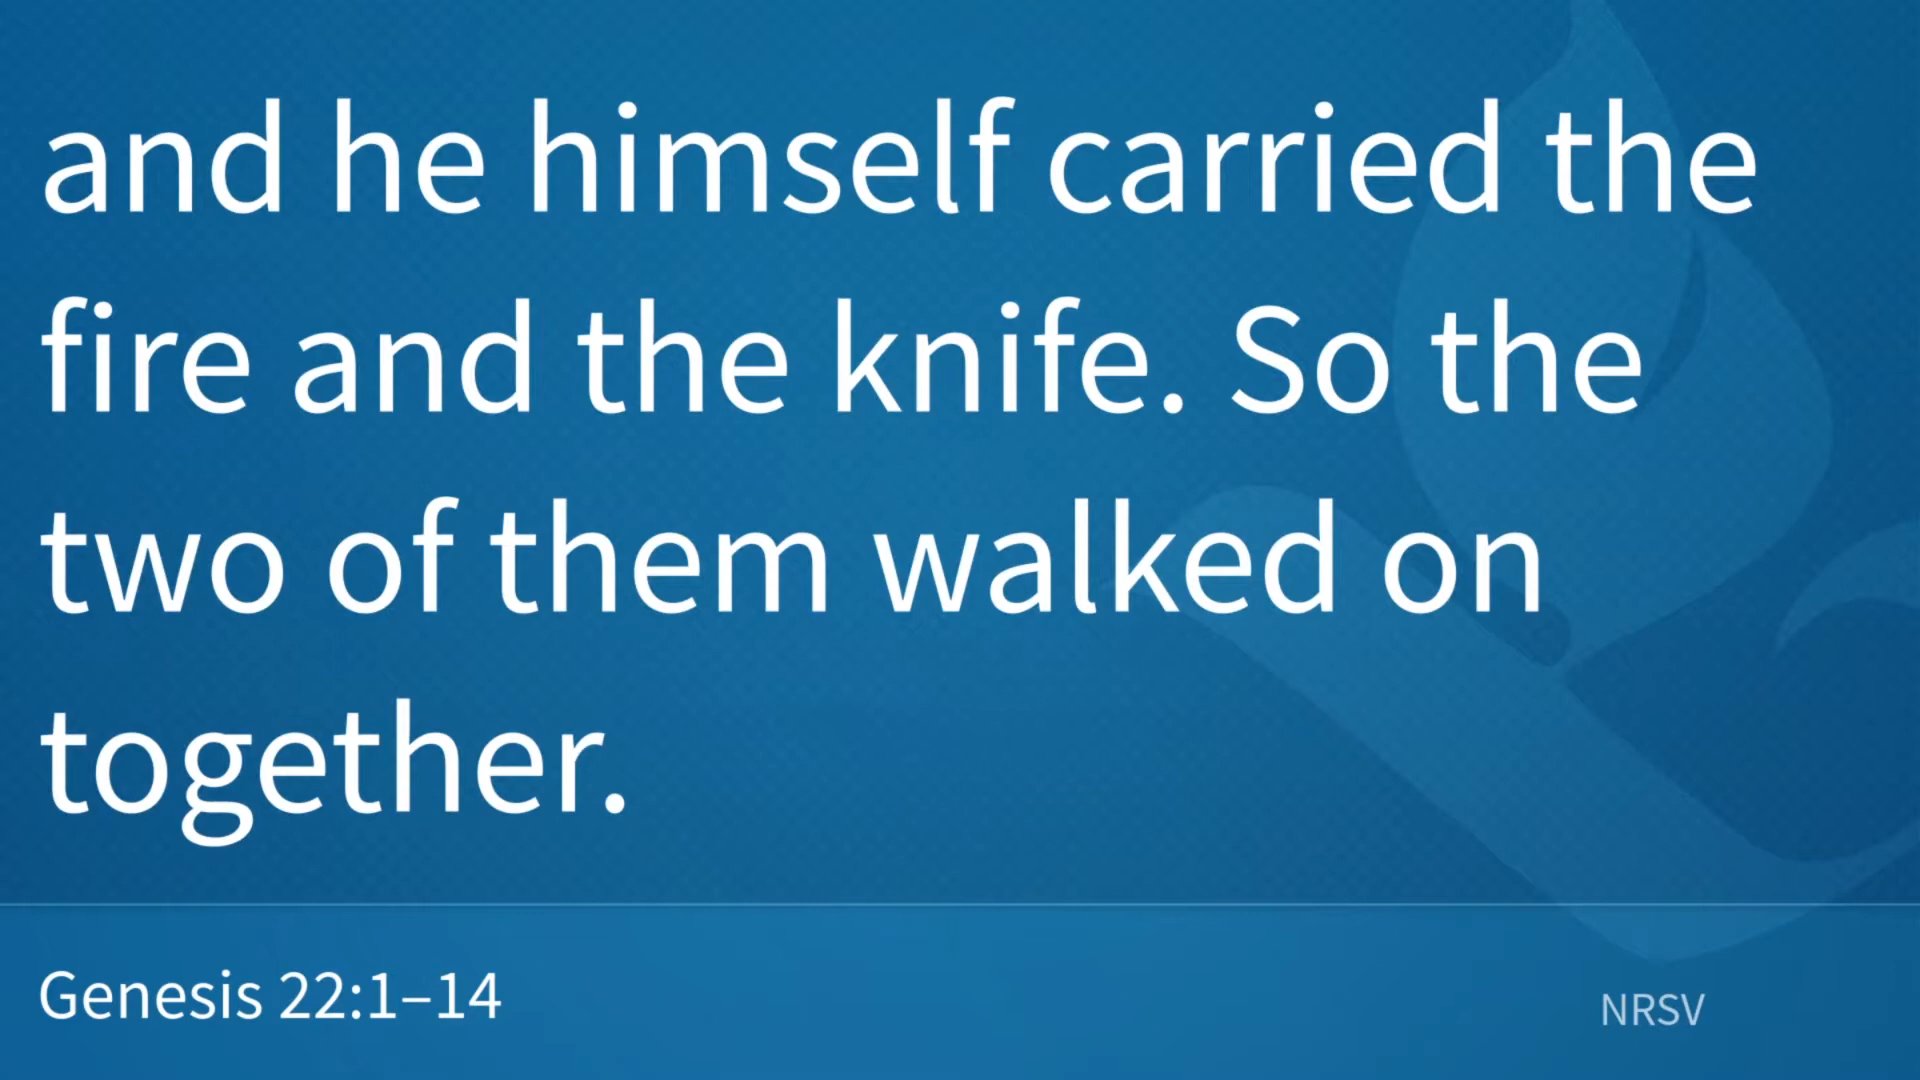 and he himself carried the
fire and the knife. So the
two of them walked on
together.
Genesis 22:1–14
NRSV